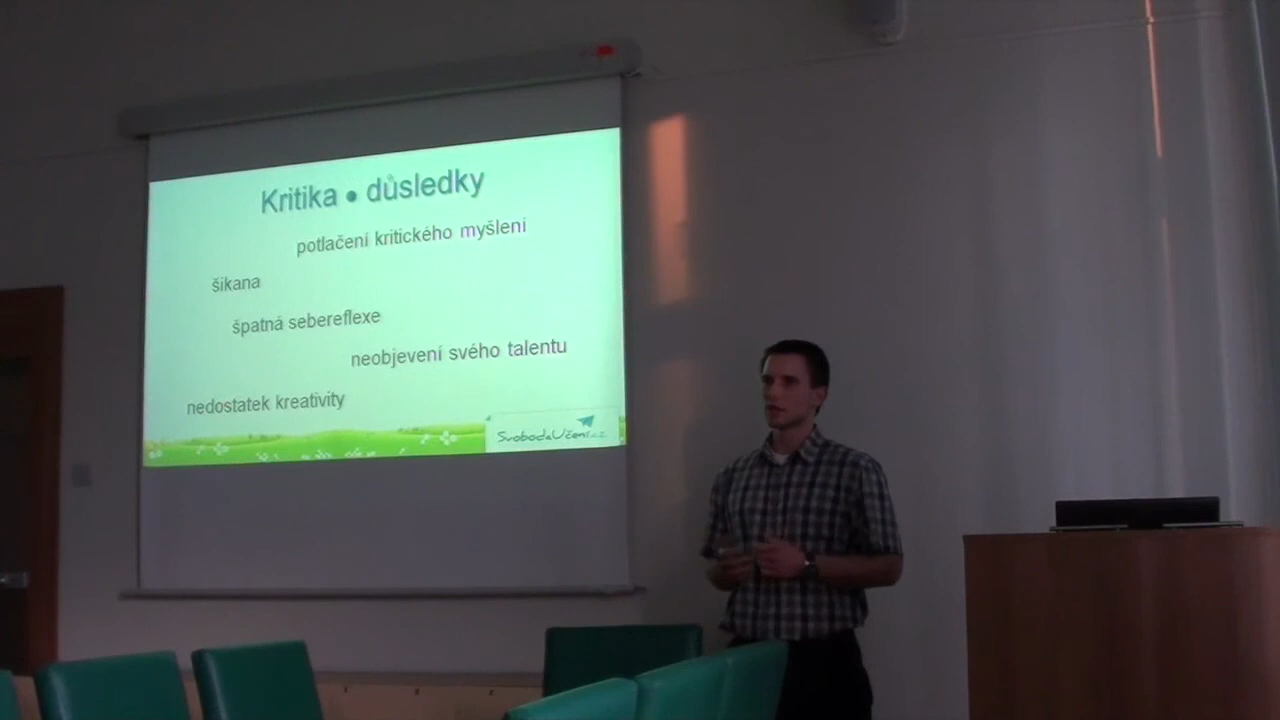 Kritika • důsledky
potlačení kritického myšlení
šikana
špatná sebereflexe
neobjevení svého talentu
nedostatek kreativity
SvobodaUčení.cz